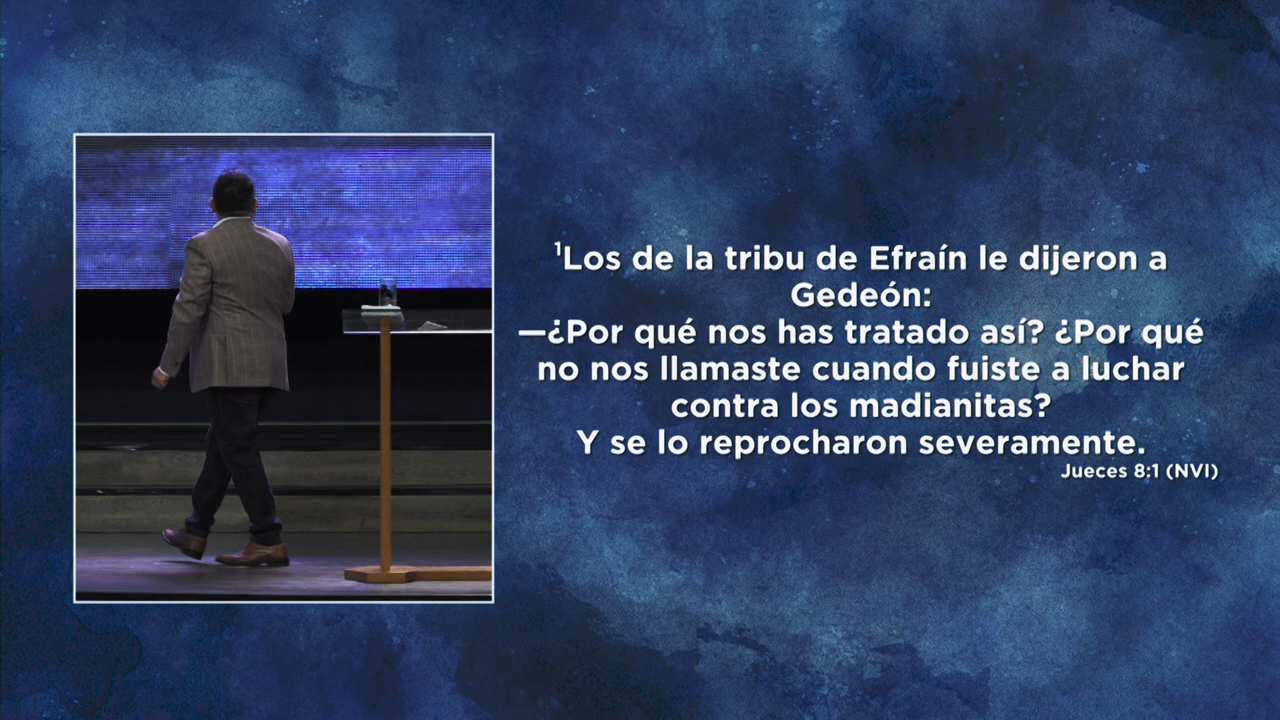 ¹Los de la tribu de Efraín le dijeron a
Gedeón:
—¿Por qué nos has tratado así? ¿Por qué
no nos llamaste cuando fuiste a luchar
contra los madianitas?
Y se lo reprocharon severamente.
Jueces 8:1 (NVI)